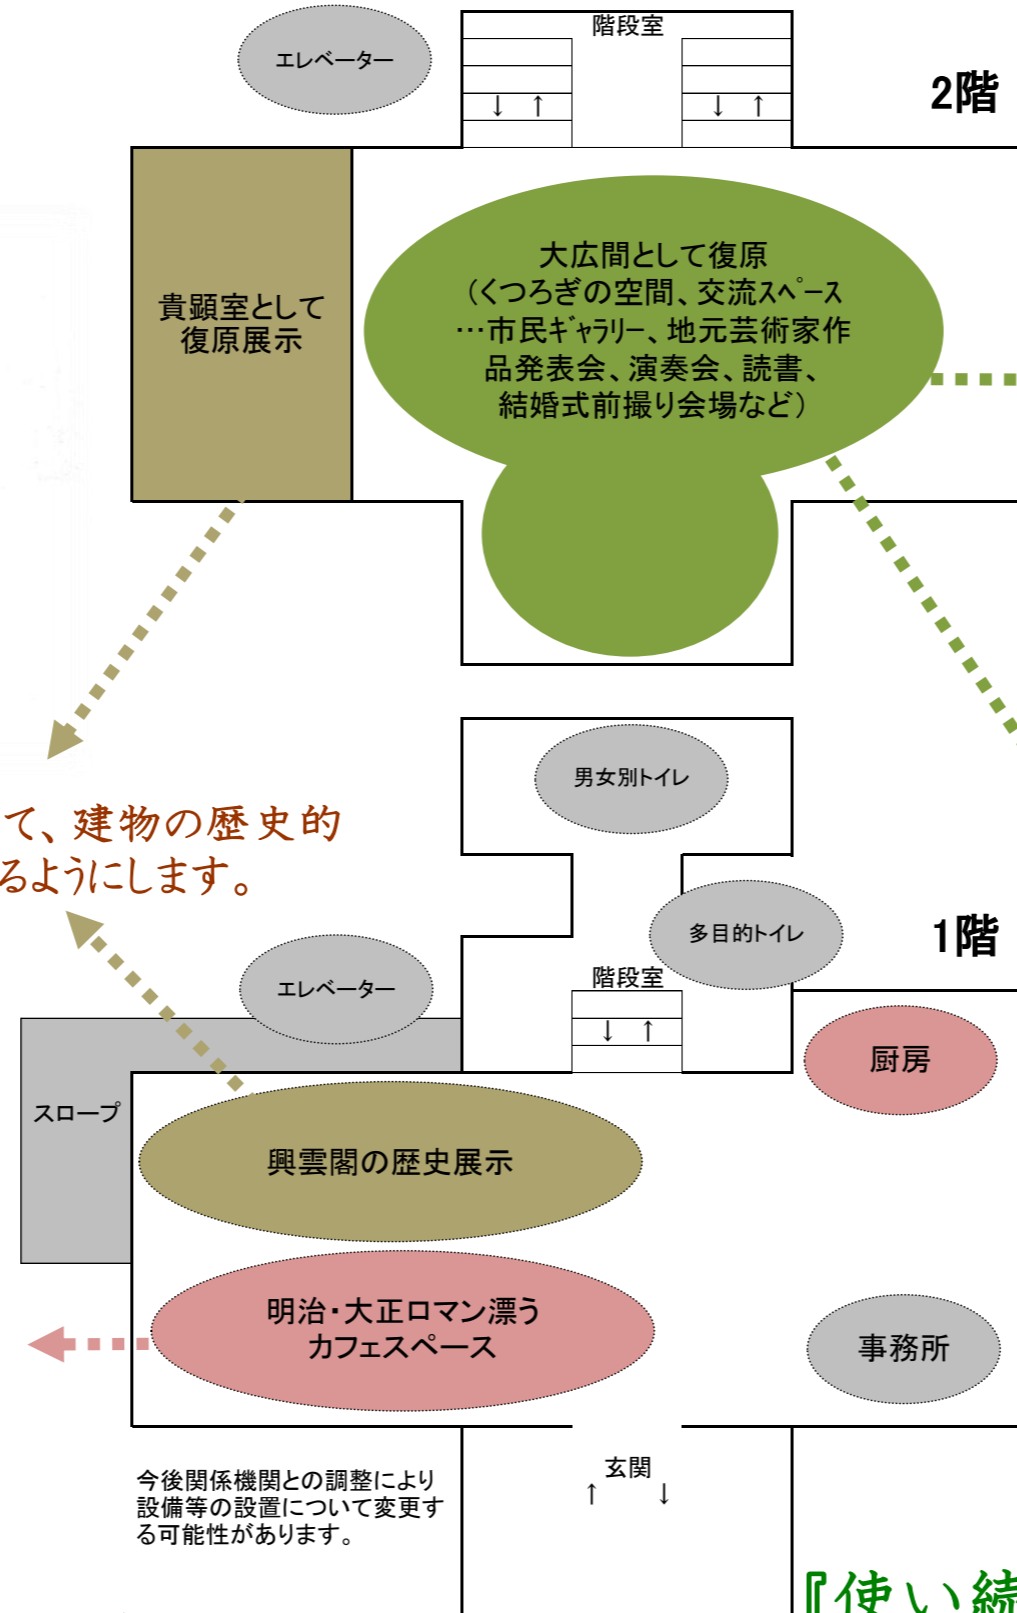 階段室
エレベーター
2階
↓ ↑
↓ ↑
大広間として復原
（くつろぎの空間、交流ｽﾍﾟｰｽ
…市民ｷﾞｬﾗﾘｰ、地元芸術家作
品発表会、演奏会、読書、
結婚式前撮り会場など）
貴顕室として
復原展示
男女別トイレ
て、建物の歴史的
るようにします。
多目的トイレ
1階
階段室
エレベーター
↓ ↑
厨房
スロープ
興雲閣の歴史展示
明治・大正ロマン漂う
カフェスペース
事務所
玄関
↑ ↓
今後関係機関との調整により
設備等の設置について変更す
る可能性があります。
『使い続